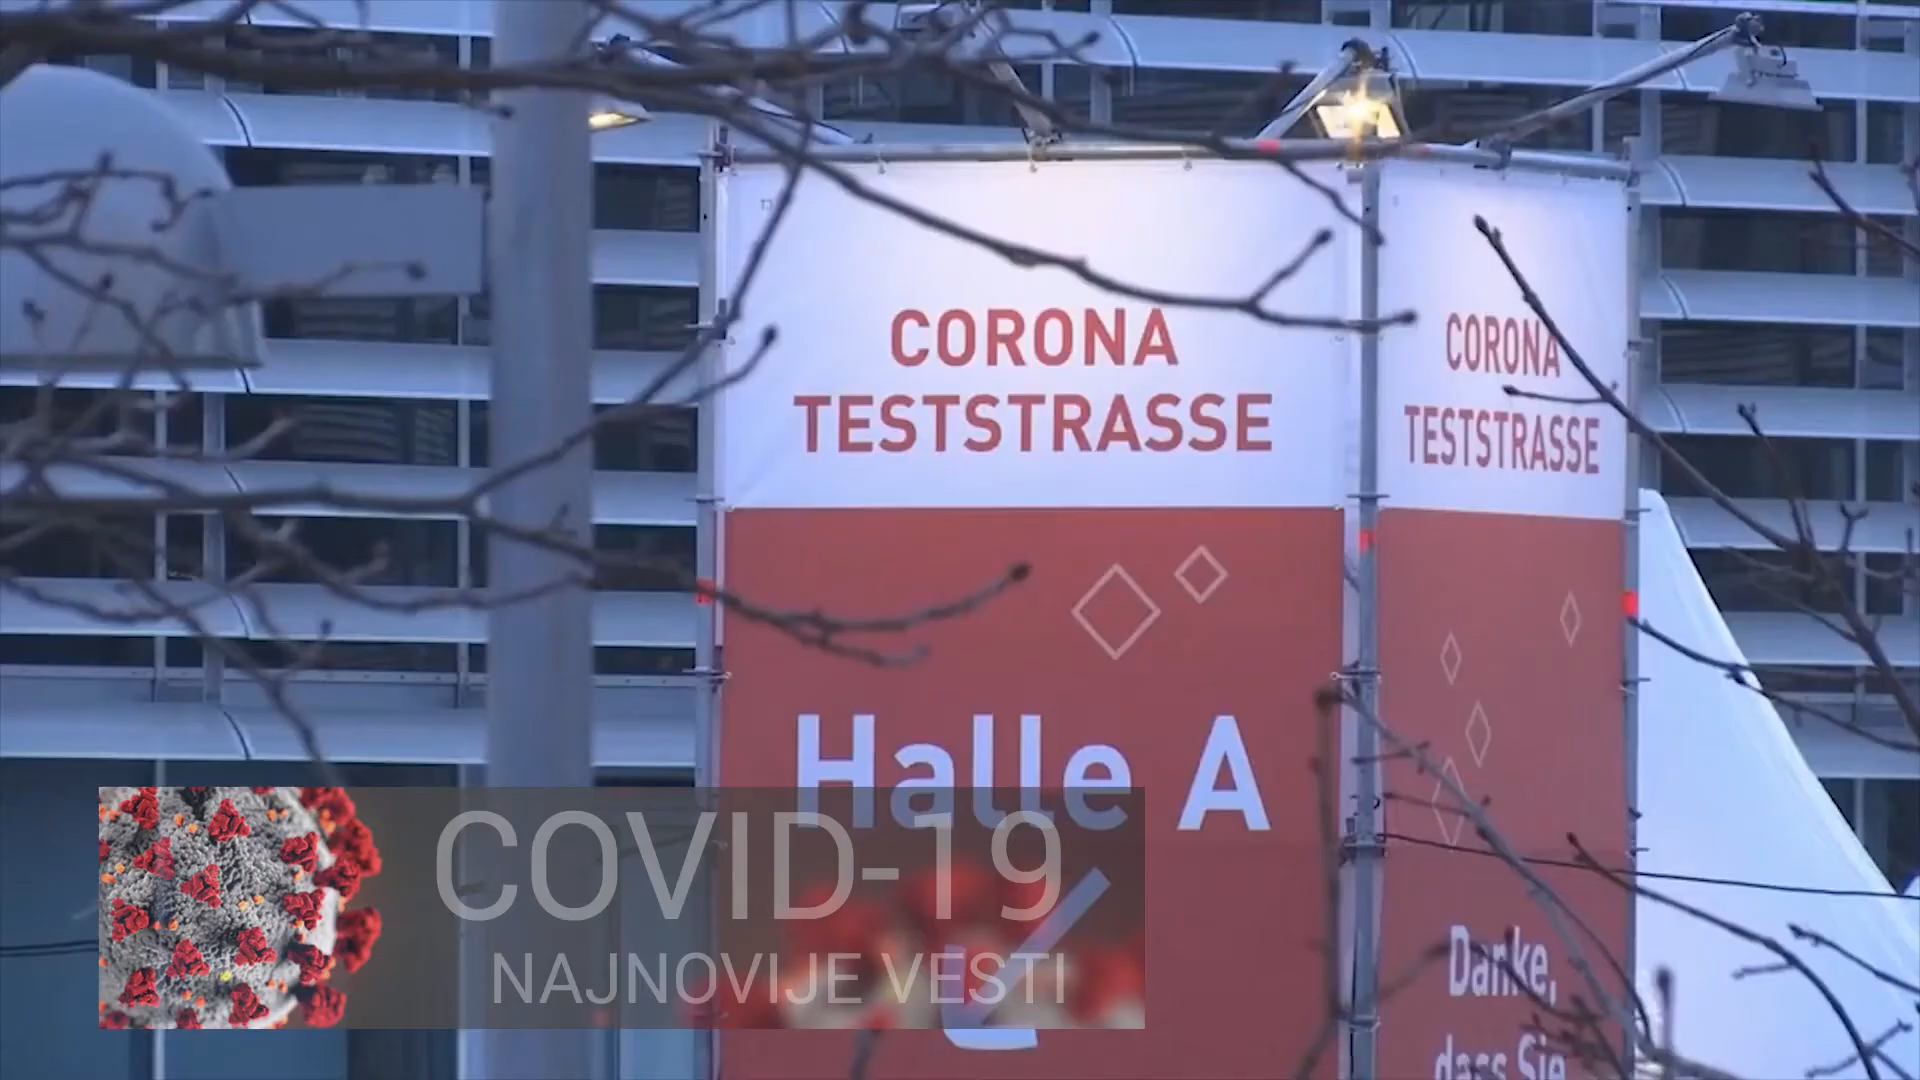 CORONA
TESTSTRASSE
CORONA
TESTSTRASSE
Halle A
Danke,
dass Sie
COVID-19
NAJNOVIJE VESTI